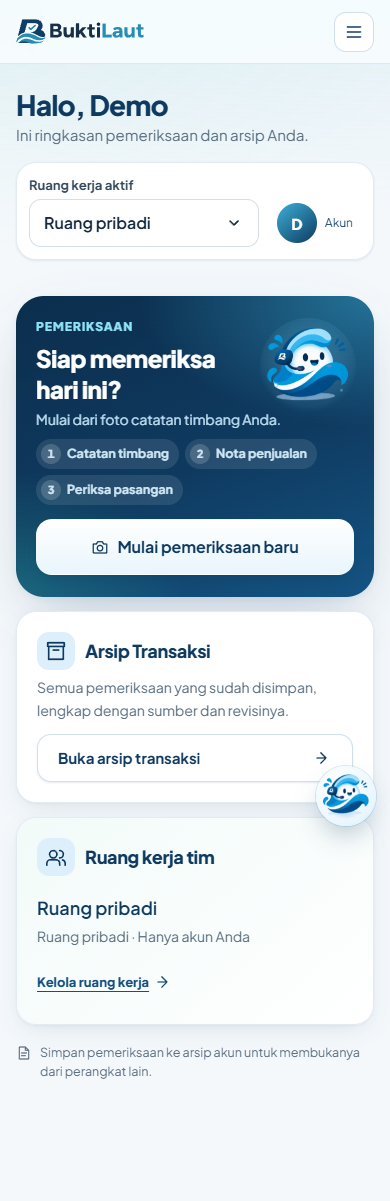 BuktiLaut
Halo, Demo
Ini ringkasan pemeriksaan dan arsip Anda.
Ruang kerja aktif
Ruang pribadi
D
Akun
PEMERIKSAAN
Siap memeriksa
hari ini?
Mulai dari foto catatan timbang Anda.
1 Catatan timbang
2 Nota penjualan
3 Periksa pasangan
Mulai pemeriksaan baru
Arsip Transaksi
Semua pemeriksaan yang sudah disimpan,
lengkap dengan sumber dan revisinya.
Buka arsip transaksi
Ruang kerja tim
Ruang pribadi
Ruang pribadi · Hanya akun Anda
Kelola ruang kerja
Simpan pemeriksaan ke arsip akun untuk membukanya
dari perangkat lain.